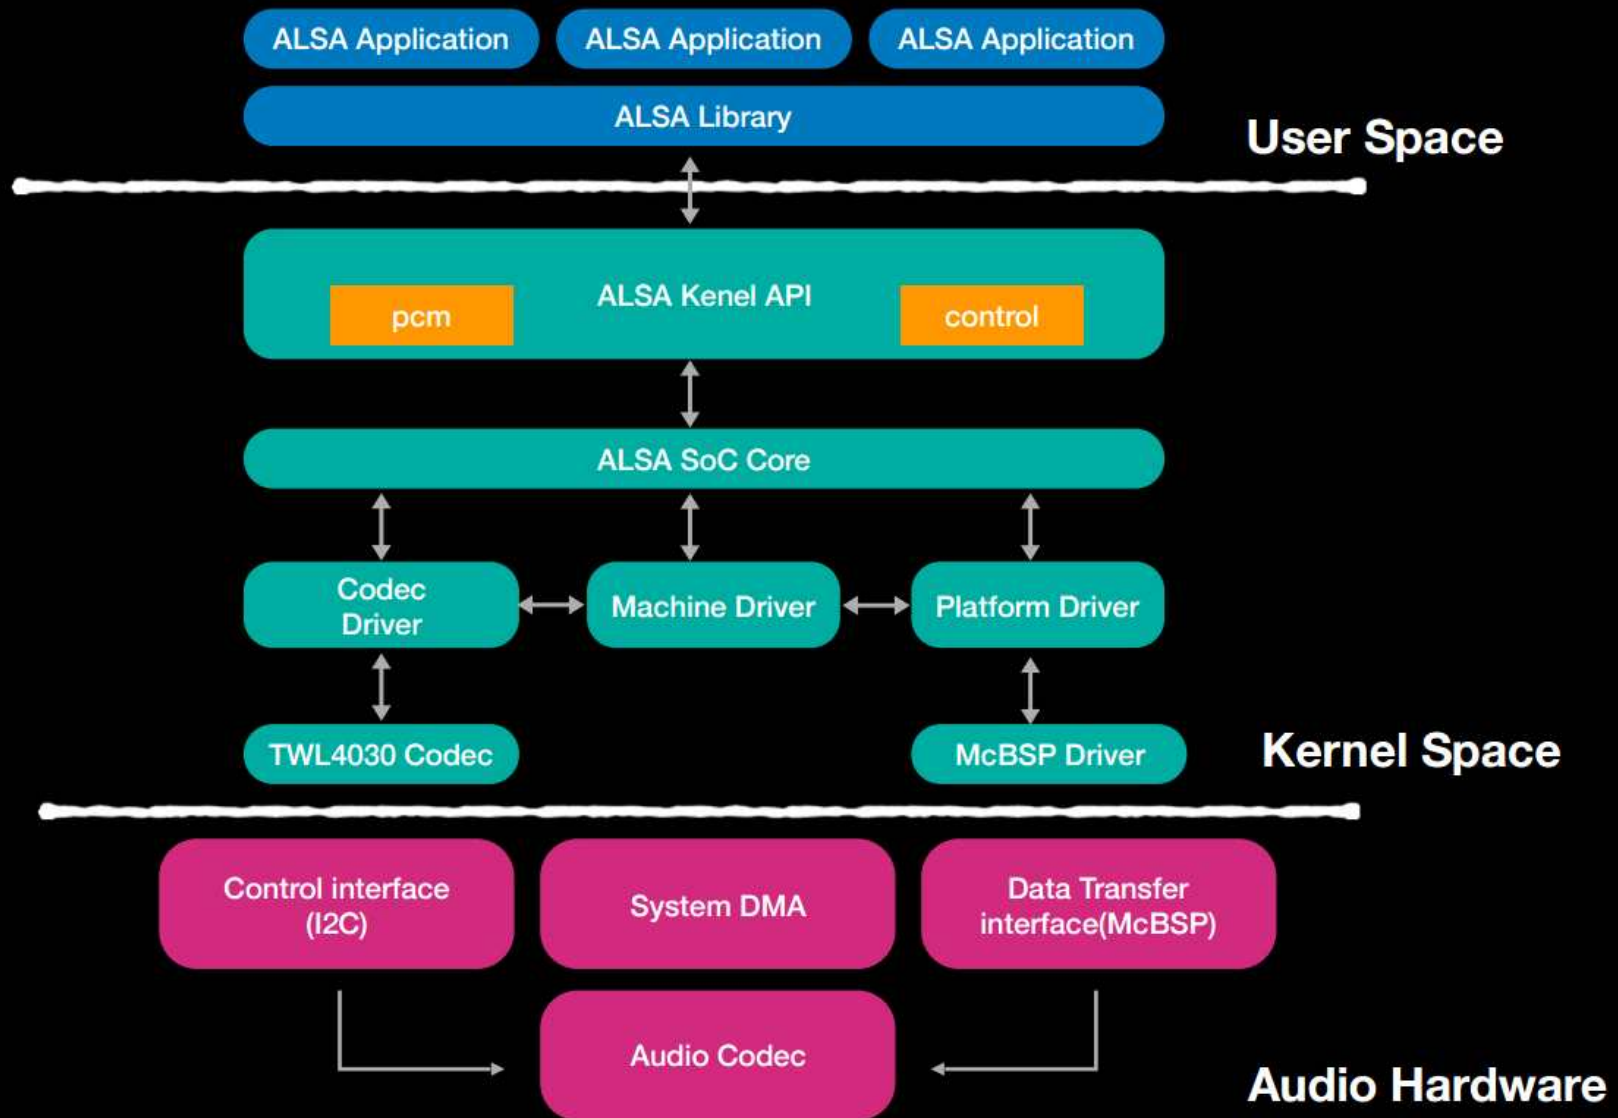 ALSA Application
ALSA Application
ALSA Application
ALSA Library
User Space
ALSA Kenel API
pcm
control
ALSA SoC Core
Codec
Driver
Machine Driver
Platform Driver
TWL4030 Codec
McBSP Driver
Kernel Space
Control interface
(I2C)
System DMA
Data Transfer
interface(McBSP)
Audio Codec
Audio Hardware